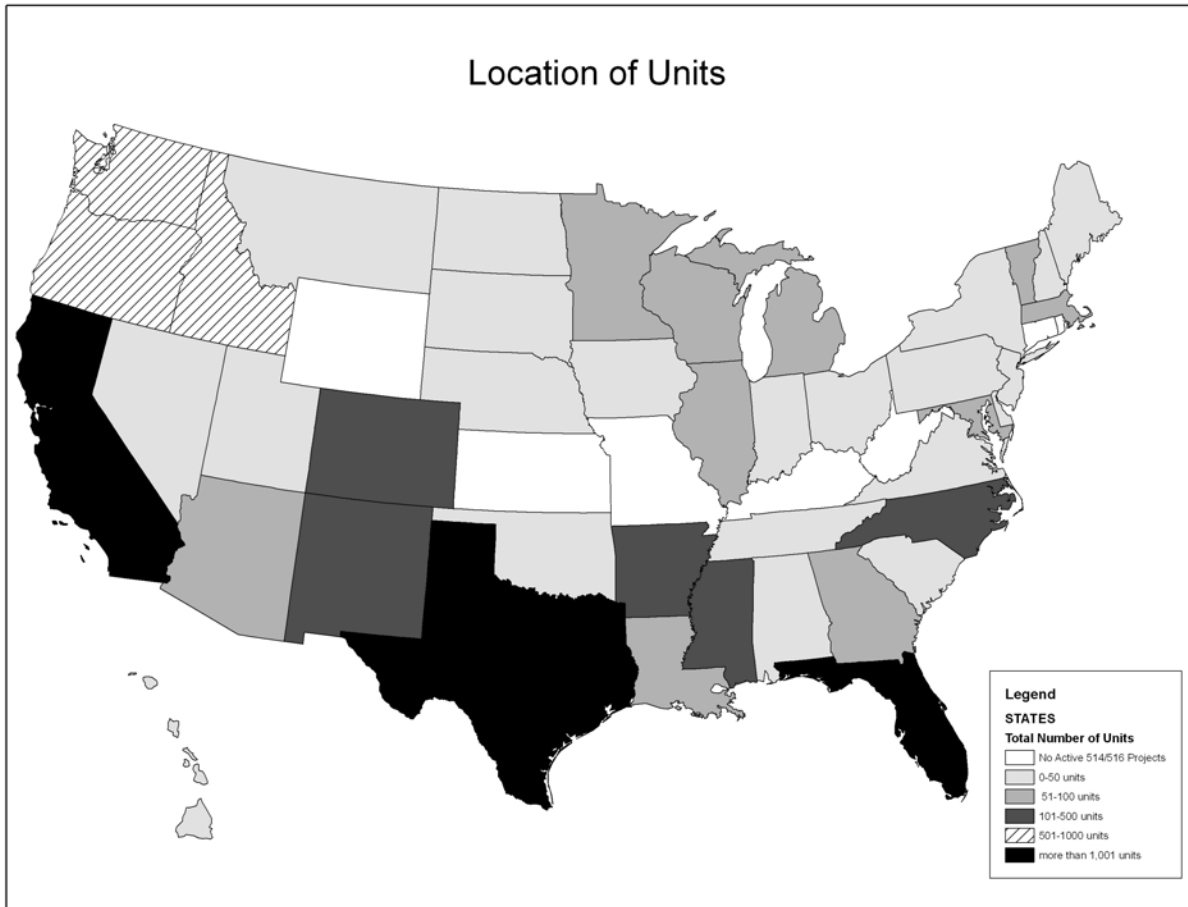 Location of Units
Legend
STATES
Total Number of Units
No Active 514/516 Projects
0-50 units
51-100 units
101-500 units
501-1000 units
more than 1,001 units